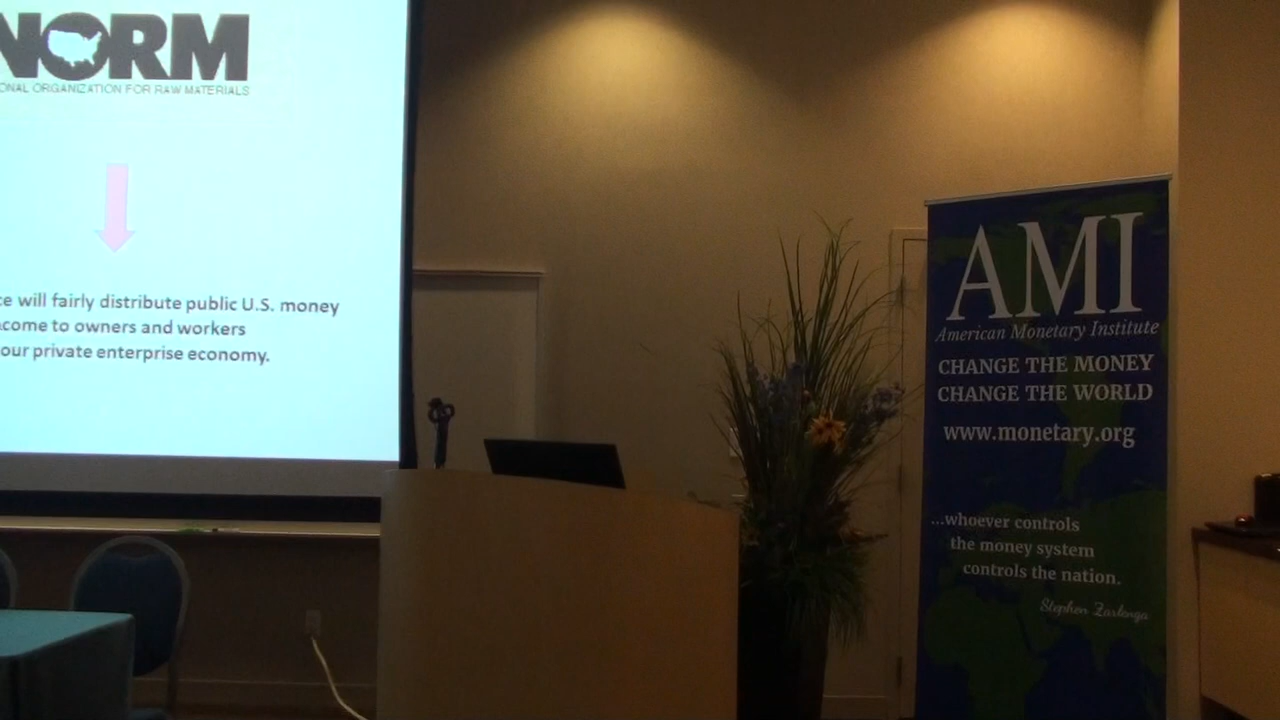 NORM
ONAL ORGANIZATION FOR RAW MATERIALS
ce will fairly distribute public U.S. money
ncome to owners and workers
our private enterprise economy.
AMI
American Monetary Institute
CHANGE THE MONEY
CHANGE THE WORLD
www.monetary.org
...whoever controls
the money system
controls the nation.
Stephen Zarlenga